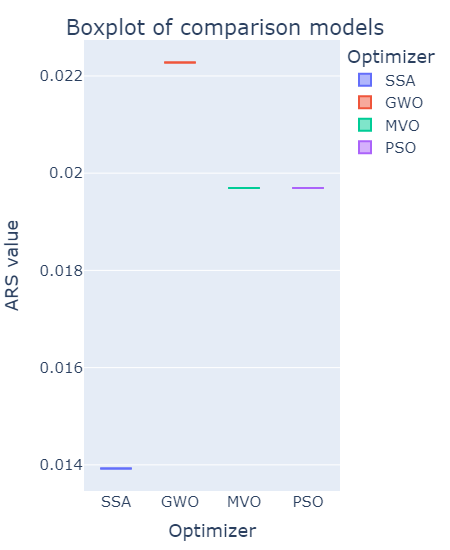 Boxplot of comparison models
Optimizer
SSA
GWO
MVO
PSO
ARS value
0.022
0.02
0.018
0.016
0.014
SSA GWO MVO PSO
Optimizer